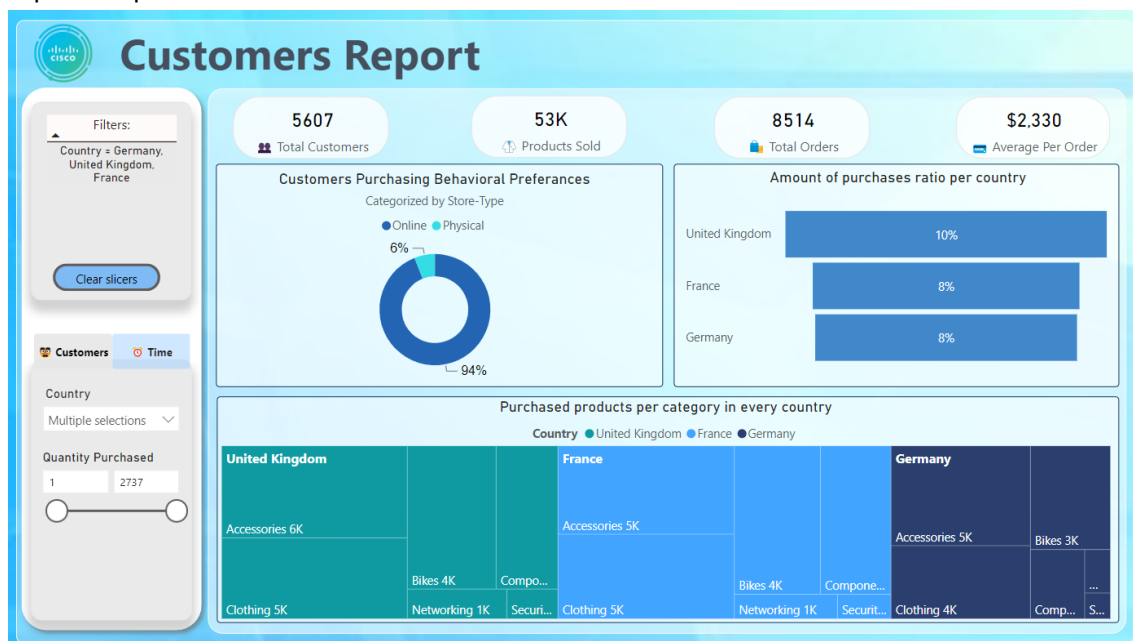 CISCO
Customers Report
Filters:
Country = Germany,
United Kingdom,
France
Clear slicers
Customers
Time
Country
Multiple selections
Quantity Purchased
1
2737
5607
Total Customers
53K
Products Sold
8514
Total Orders
$2,330
Average Per Order
Customers Purchasing Behavioral Preferances
Categorized by Store-Type
Online Physical
6%
94%
Amount of purchases ratio per country
United Kingdom
10%
France
8%
Germany
8%
Purchased products per category in every country
Country United Kingdom France Germany
United Kingdom
Accessories 6K
Clothing 5K
Bikes 4K
Compo...
Networking 1K
Securi...
France
Accessories 5K
Clothing 5K
Bikes 4K
Compone...
Networking 1K
Securit...
Germany
Accessories 5K
Clothing 4K
Bikes 3K
Comp...
...
S...